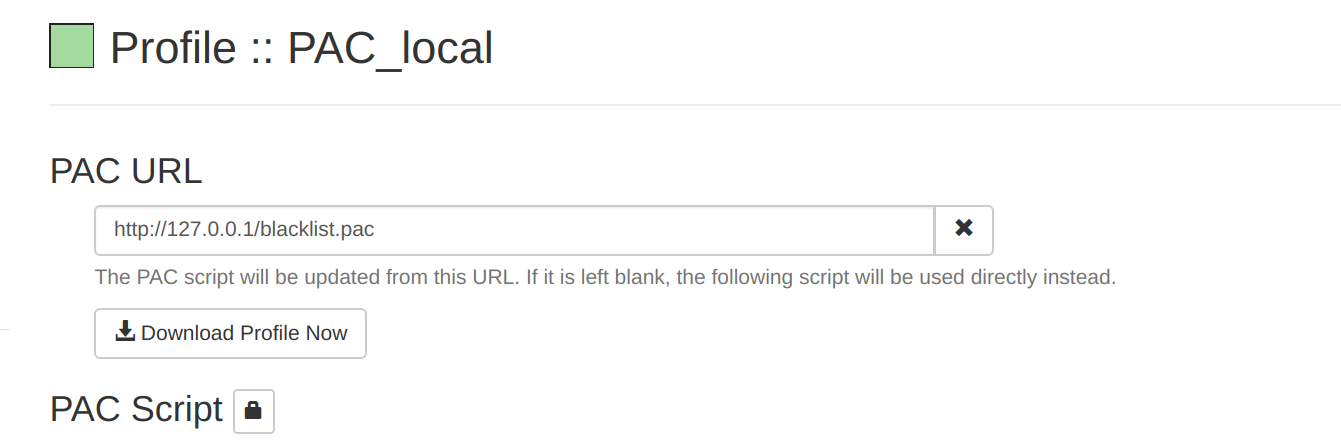 Profile :: PAC_local
PAC URL
http://127.0.0.1/blacklist.pac
The PAC script will be updated from this URL. If it is left blank, the following script will be used directly instead.
Download Profile Now
PAC Script